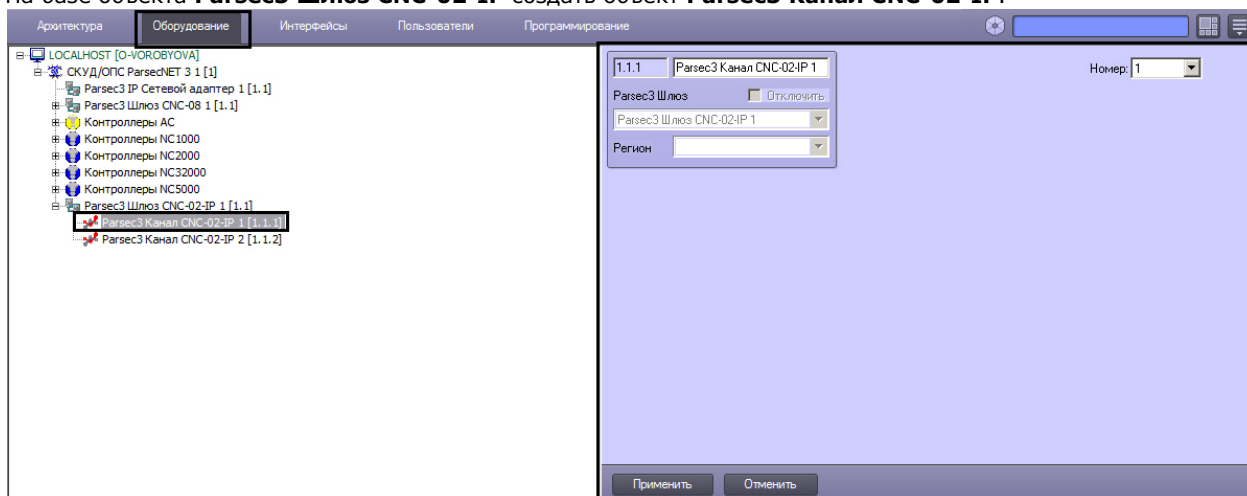 На базе объекта Parsec3 Шлюз CNC-02-IP создать объект Parsec3 Канал CNC-02-IP.
Архитектура Оборудование Интерфейсы Пользователи Программирование
LOCALHOST [O-VOROBYOVA]
СКУД/ОПС ParsecNET 3 1 [1]
Parsec3 IP Сетевой адаптер 1 [1.1]
Parsec3 Шлюз CNC-08 1 [1.1]
Контроллеры AC
Контроллеры NC1000
Контроллеры NC2000
Контроллеры NC32000
Контроллеры NC5000
Parsec3 Шлюз CNC-02-IP 1 [1.1]
Parsec3 Канал CNC-02-IP 1 [1.1.1]
Parsec3 Канал CNC-02-IP 2 [1.1.2]
1.1.1 Parsec3 Канал CNC-02-IP 1
Номер: 1
Parsec3 Шлюз Отключить
Parsec3 Шлюз CNC-02-IP 1
Регион
Применить Отменить